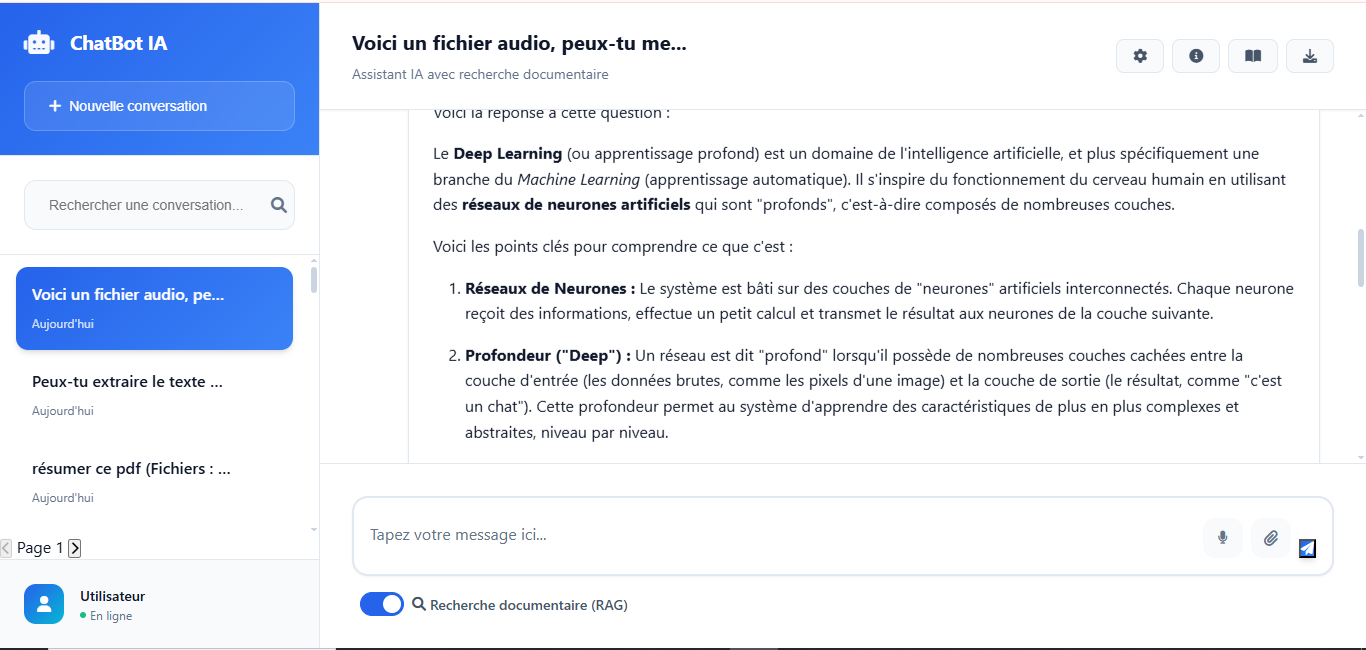 ChatBot IA
+ Nouvelle conversation
Rechercher une conversation...
Voici un fichier audio, pe...
Aujourd'hui
Peux-tu extraire le texte ...
Aujourd'hui
résumer ce pdf (Fichiers : ...
Aujourd'hui
Page 1
Utilisateur
En ligne
Voici un fichier audio, peux-tu me...
Assistant IA avec recherche documentaire
Voici la réponse à cette question :
Le Deep Learning (ou apprentissage profond) est un domaine de l'intelligence artificielle, et plus spécifiquement une
branche du Machine Learning (apprentissage automatique). Il s'inspire du fonctionnement du cerveau humain en utilisant
des réseaux de neurones artificiels qui sont "profonds", c'est-à-dire composés de nombreuses couches.
Voici les points clés pour comprendre ce que c'est :
1. Réseaux de Neurones : Le système est bâti sur des couches de "neurones" artificiels interconnectés. Chaque neurone
reçoit des informations, effectue un petit calcul et transmet le résultat aux neurones de la couche suivante.
2. Profondeur ("Deep") : Un réseau est dit "profond" lorsqu'il possède de nombreuses couches cachées entre la
couche d'entrée (les données brutes, comme les pixels d'une image) et la couche de sortie (le résultat, comme "c'est
un chat"). Cette profondeur permet au système d'apprendre des caractéristiques de plus en plus complexes et
abstraites, niveau par niveau.
Tapez votre message ici...
Recherche documentaire (RAG)